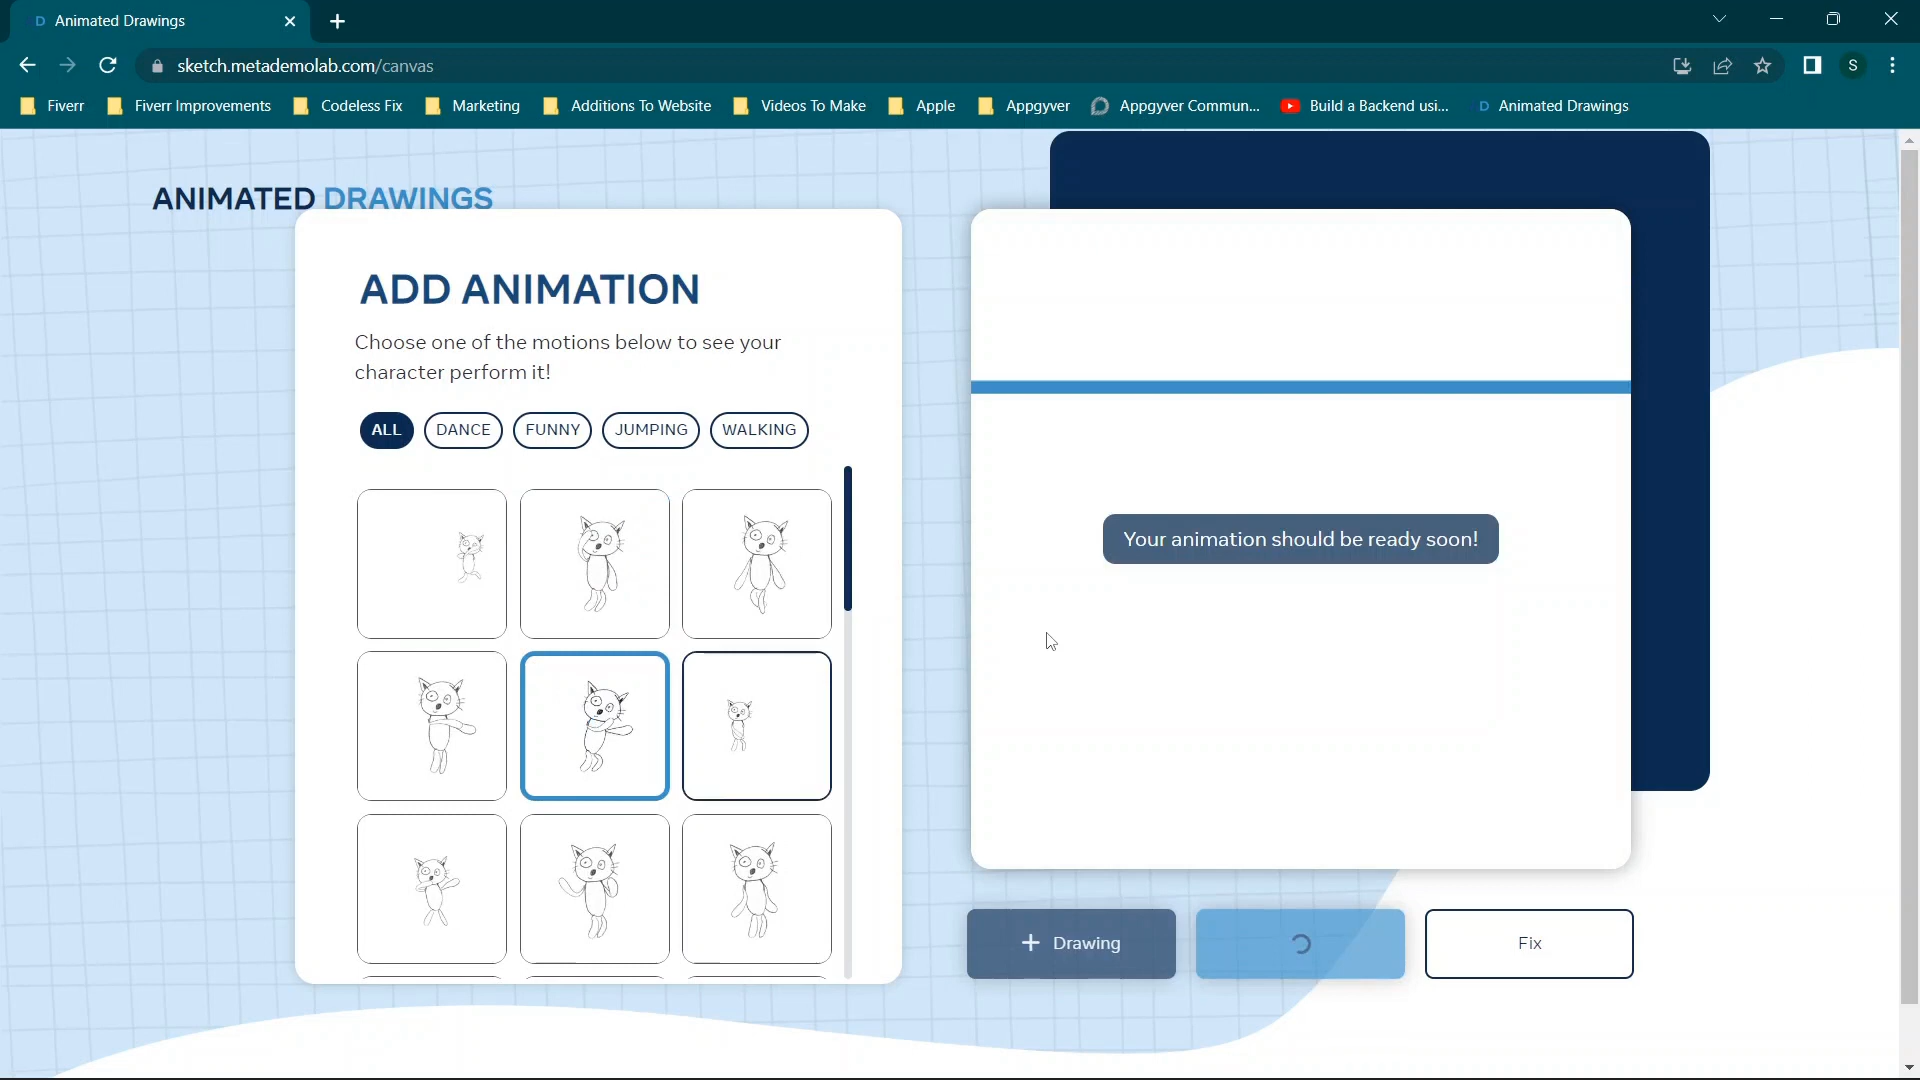 Animated Drawings
sketch.metademolab.com/canvas
S
Fiverr
Fiverr Improvements
Codeless Fix
Marketing
Additions To Website
Videos To Make
Apple
Appgyver
Appgyver Commun...
Build a Backend usi...
Animated Drawings
ANIMATED DRAWINGS
ADD ANIMATION
Choose one of the motions below to see your
character perform it!
ALL
DANCE
FUNNY
JUMPING
WALKING
Your animation should be ready soon!
+ Drawing
Fix